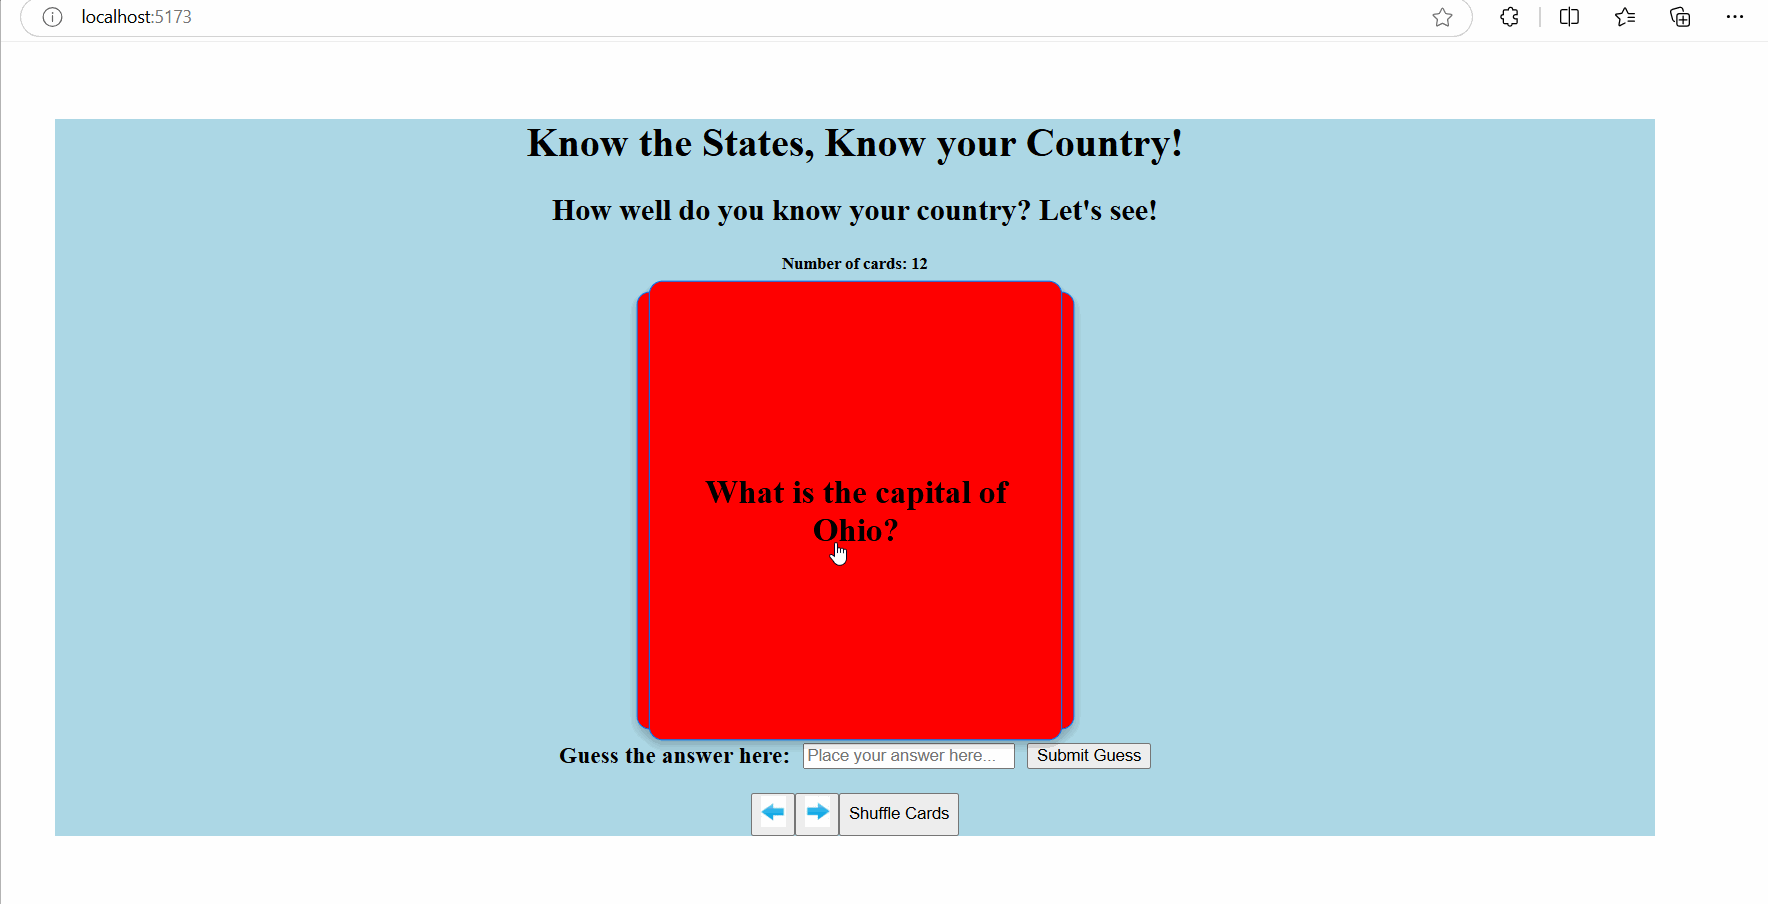 localhost:5173
Know the States, Know your Country!
How well do you know your country? Let's see!
Number of cards: 12
What is the capital of
Ohio?
Guess the answer here: Place your answer here... Submit Guess
Shuffle Cards